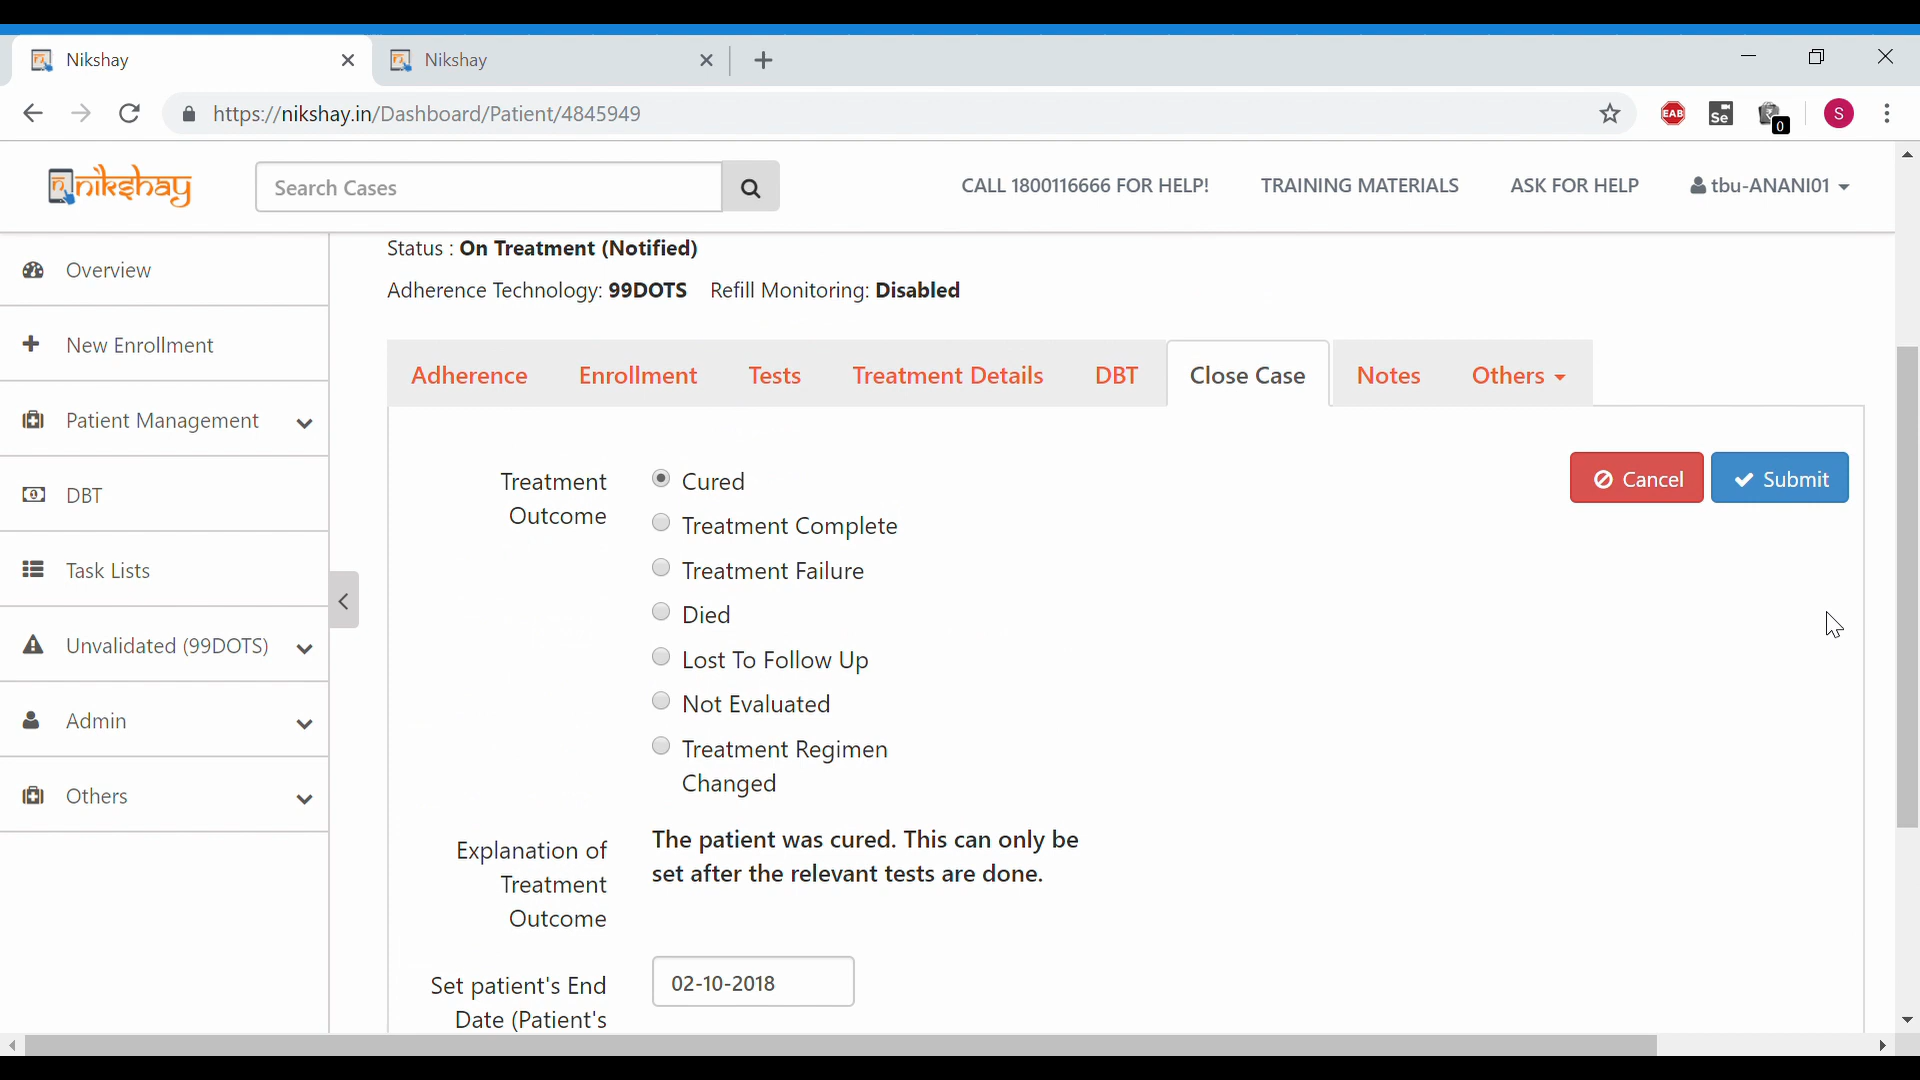 Nikshay
Nikshay
https://nikshay.in/Dashboard/Patient/4845949
EAB
Se
0
S
nikshay
Search Cases
CALL 1800116666 FOR HELP!
TRAINING MATERIALS
ASK FOR HELP
tbu-ANANI01
Overview
New Enrollment
Patient Management
DBT
Task Lists
Unvalidated (99DOTS)
Admin
Others
Status : On Treatment (Notified)
Adherence Technology: 99DOTS Refill Monitoring: Disabled
Adherence
Enrollment
Tests
Treatment Details
DBT
Close Case
Notes
Others
Cancel
Submit
Treatment
Outcome
Cured
Treatment Complete
Treatment Failure
Died
Lost To Follow Up
Not Evaluated
Treatment Regimen
Changed
Explanation of
Treatment
Outcome
The patient was cured. This can only be
set after the relevant tests are done.
Set patient's End
Date (Patient's
02-10-2018